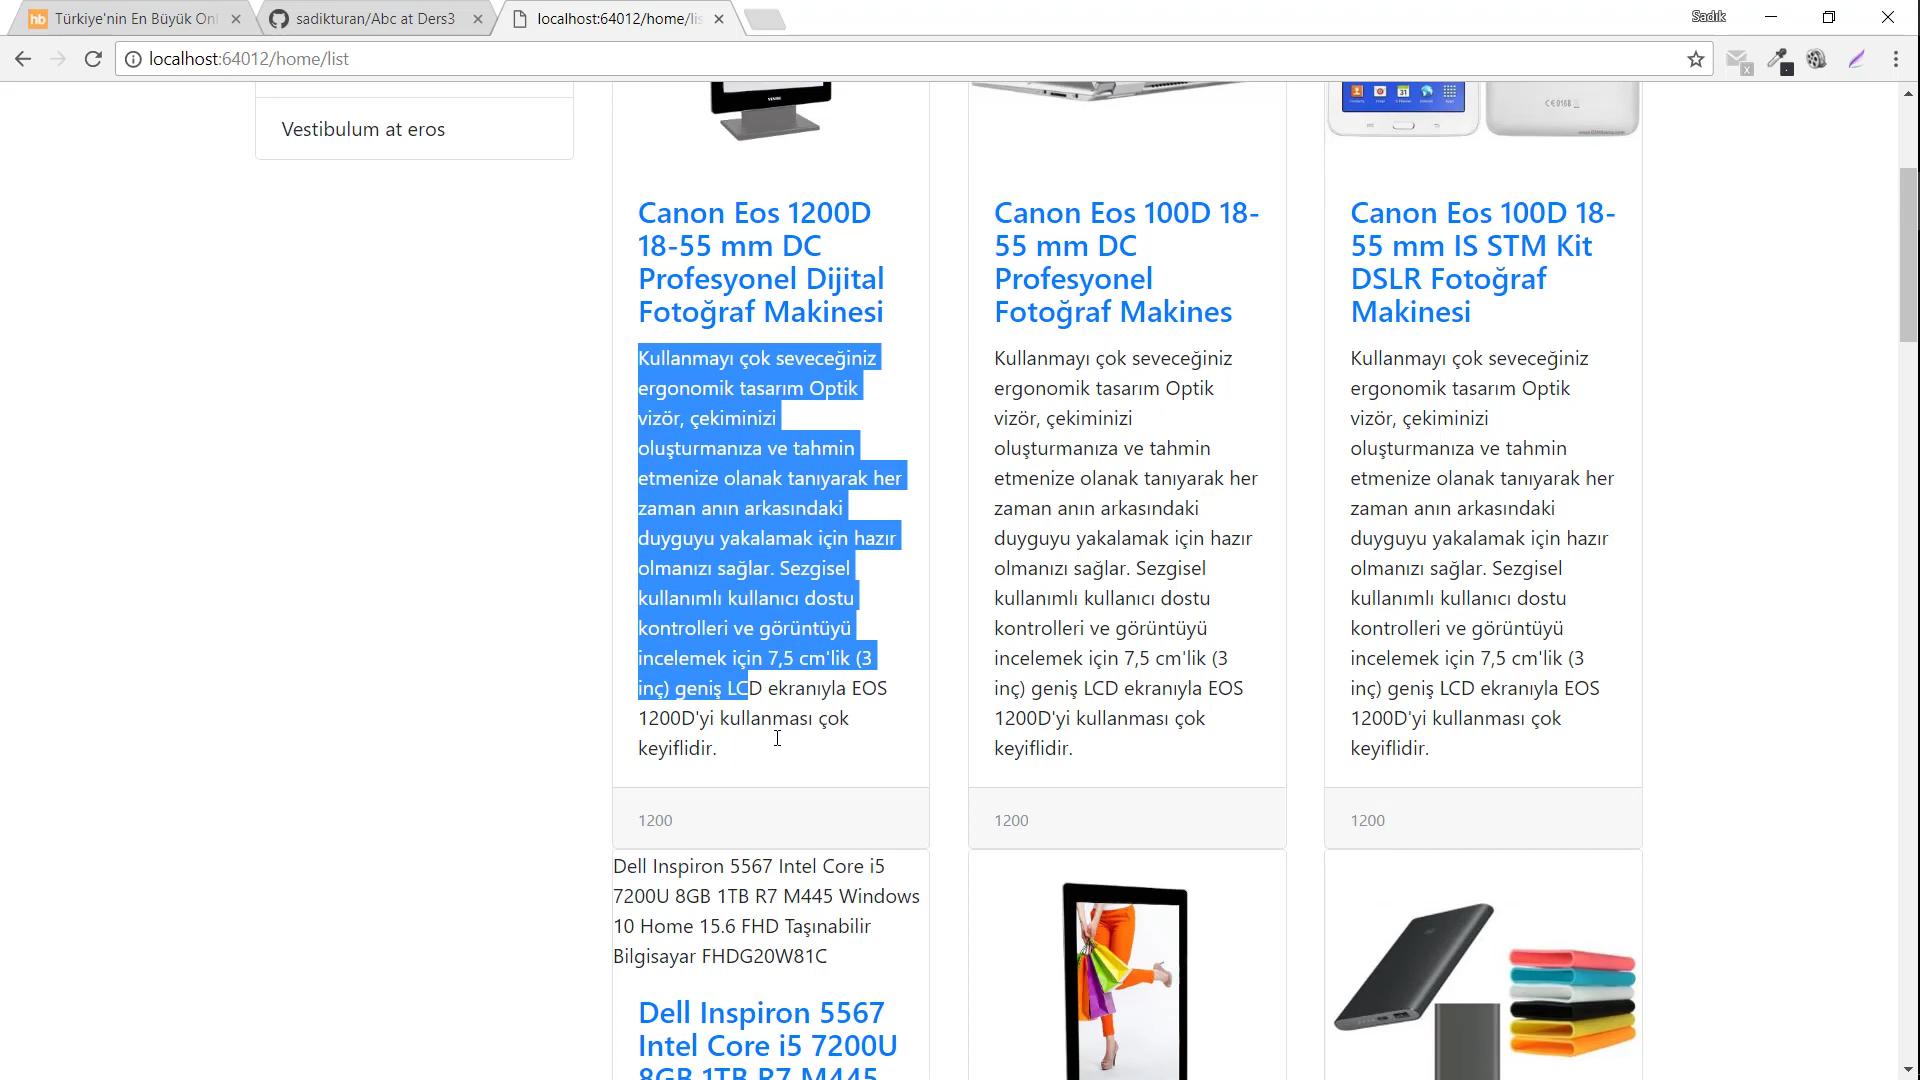 Türkiye'nin En Büyük Onl
sadikturan/Abc at Ders3
localhost:64012/home/lis
Sadık
localhost:64012/home/list
Vestibulum at eros
Canon Eos 1200D
18-55 mm DC
Profesyonel Dijital
Fotoğraf Makinesi
Kullanmayı çok seveceğiniz
ergonomik tasarım Optik
vizör, çekiminizi
oluşturmanıza ve tahmin
etmenize olanak tanıyarak her
zaman anın arkasındaki
duyguyu yakalamak için hazır
olmanızı sağlar. Sezgisel
kullanımlı kullanıcı dostu
kontrolleri ve görüntüyü
incelemek için 7,5 cm'lik (3
inç) geniş LCD ekranıyla EOS
1200D'yi kullanması çok
keyiflidir.
1200
Canon Eos 100D 18-
55 mm DC
Profesyonel
Fotoğraf Makines
Kullanmayı çok seveceğiniz
ergonomik tasarım Optik
vizör, çekiminizi
oluşturmanıza ve tahmin
etmenize olanak tanıyarak her
zaman anın arkasındaki
duyguyu yakalamak için hazır
olmanızı sağlar. Sezgisel
kullanımlı kullanıcı dostu
kontrolleri ve görüntüyü
incelemek için 7,5 cm'lik (3
inç) geniş LCD ekranıyla EOS
1200D'yi kullanması çok
keyiflidir.
1200
Canon Eos 100D 18-
55 mm IS STM Kit
DSLR Fotoğraf
Makinesi
Kullanmayı çok seveceğiniz
ergonomik tasarım Optik
vizör, çekiminizi
oluşturmanıza ve tahmin
etmenize olanak tanıyarak her
zaman anın arkasındaki
duyguyu yakalamak için hazır
olmanızı sağlar. Sezgisel
kullanımlı kullanıcı dostu
kontrolleri ve görüntüyü
incelemek için 7,5 cm'lik (3
inç) geniş LCD ekranıyla EOS
1200D'yi kullanması çok
keyiflidir.
1200
Dell Inspiron 5567 Intel Core i5
7200U 8GB 1TB R7 M445 Windows
10 Home 15.6 FHD Taşınabilir
Bilgisayar FHDG20W81C
Dell Inspiron 5567
Intel Core i5 7200U
8GB 1TB R7 M445